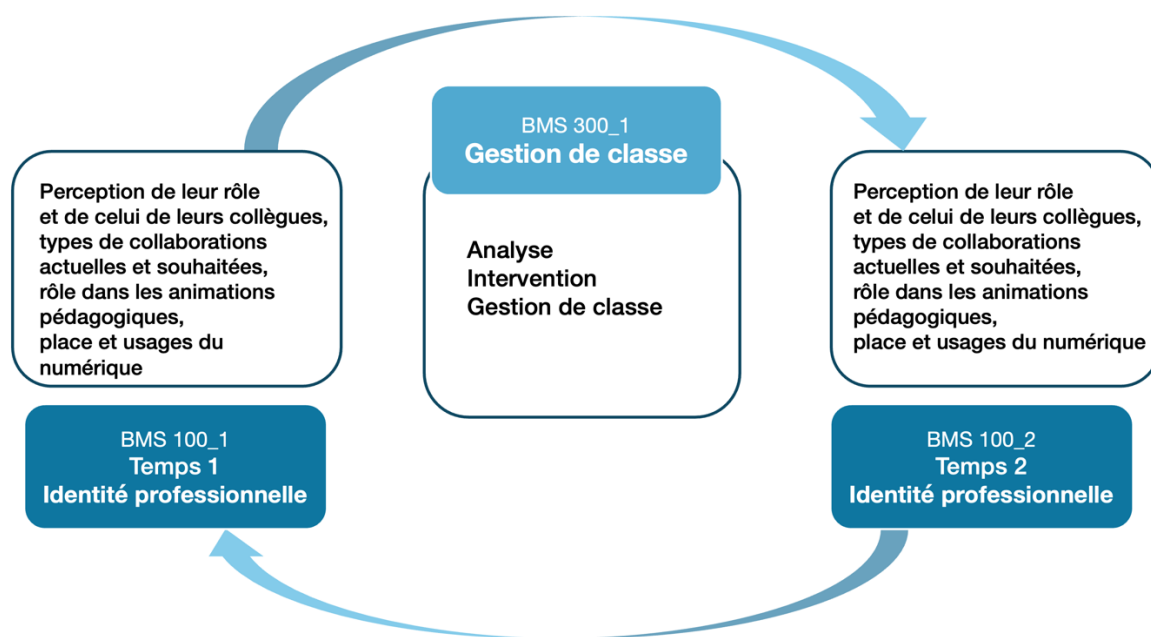 BMS 300_1
Gestion de classe
Analyse
Intervention
Gestion de classe
Perception de leur rôle
et de celui de leurs collègues,
types de collaborations
actuelles et souhaitées,
rôle dans les animations
pédagogiques,
place et usages du
numérique
BMS 100_1
Temps 1
Identité professionnelle
Perception de leur rôle
et de celui de leurs collègues,
types de collaborations
actuelles et souhaitées,
rôle dans les animations
pédagogiques,
place et usages du numérique
BMS 100_2
Temps 2
Identité professionnelle